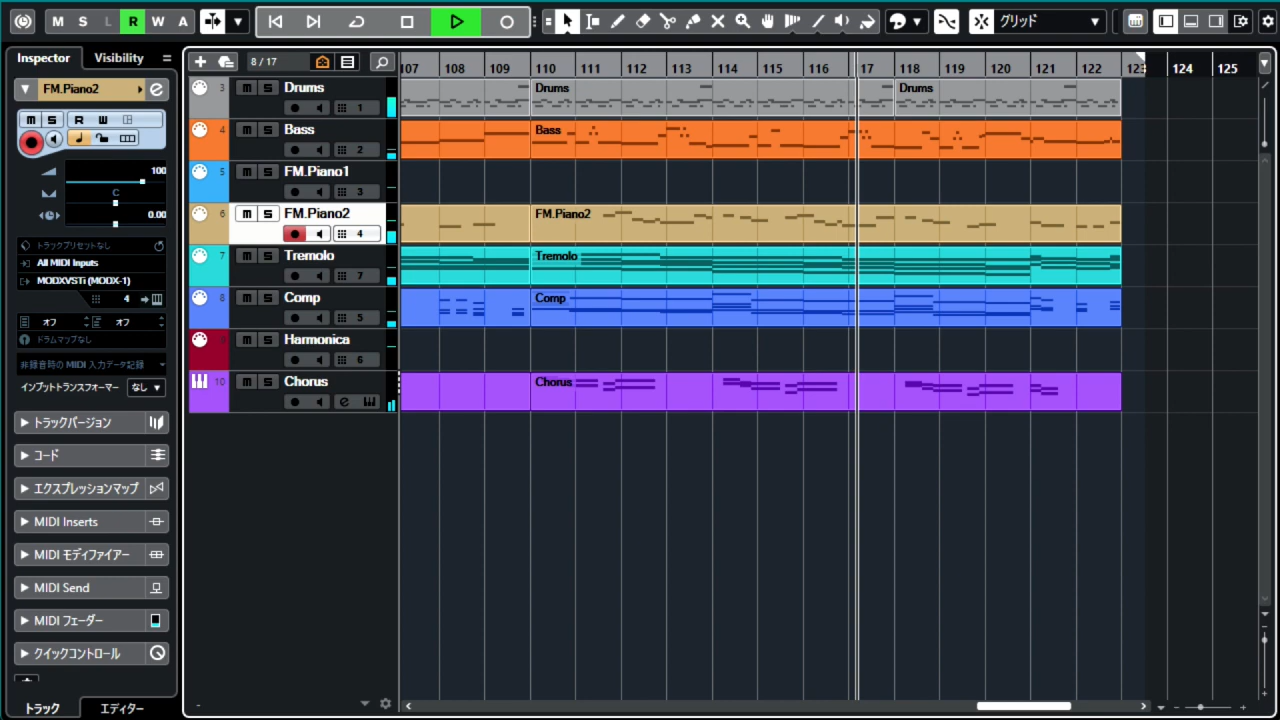 M S L R W A
グリッド
Inspector Visibility
8 / 17
107 108 109 110 111 112 113 114 115 116 117 118 119 120 121 122 123 124 125
FM.Piano2
m S R W
100
C
0.00
トラックプリセットなし
All MIDI Inputs
MODXVSTi (MODX-1)
4
オフ オフ
ドラムマップなし
非録音時の MIDI 入力データ記録
インプットトランスフォーマー なし
トラックバージョン
コード
エクスプレッションマップ
MIDI Inserts
MIDI モディファイアー
MIDI Send
MIDI フェーダー
クイックコントロール
トラック エディター
3 m S Drums
1
4 m S Bass
2
5 m S FM.Piano1
3
6 m S FM.Piano2
4
7 m S Tremolo
7
8 m S Comp
5
9 m S Harmonica
6
10 m S Chorus
e
Drums Drums
Bass
FM.Piano2
Tremolo
Comp
Chorus